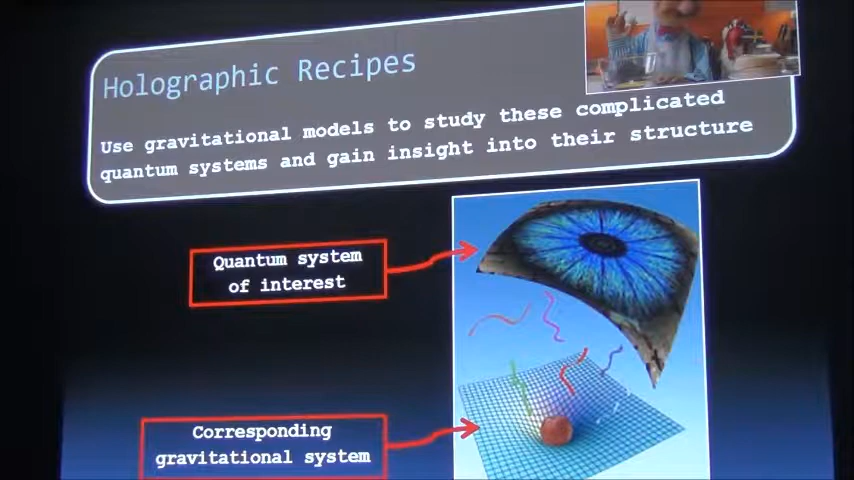 Holographic Recipes
Use gravitational models to study these complicated
quantum systems and gain insight into their structure
Quantum system
of interest
Corresponding
gravitational system